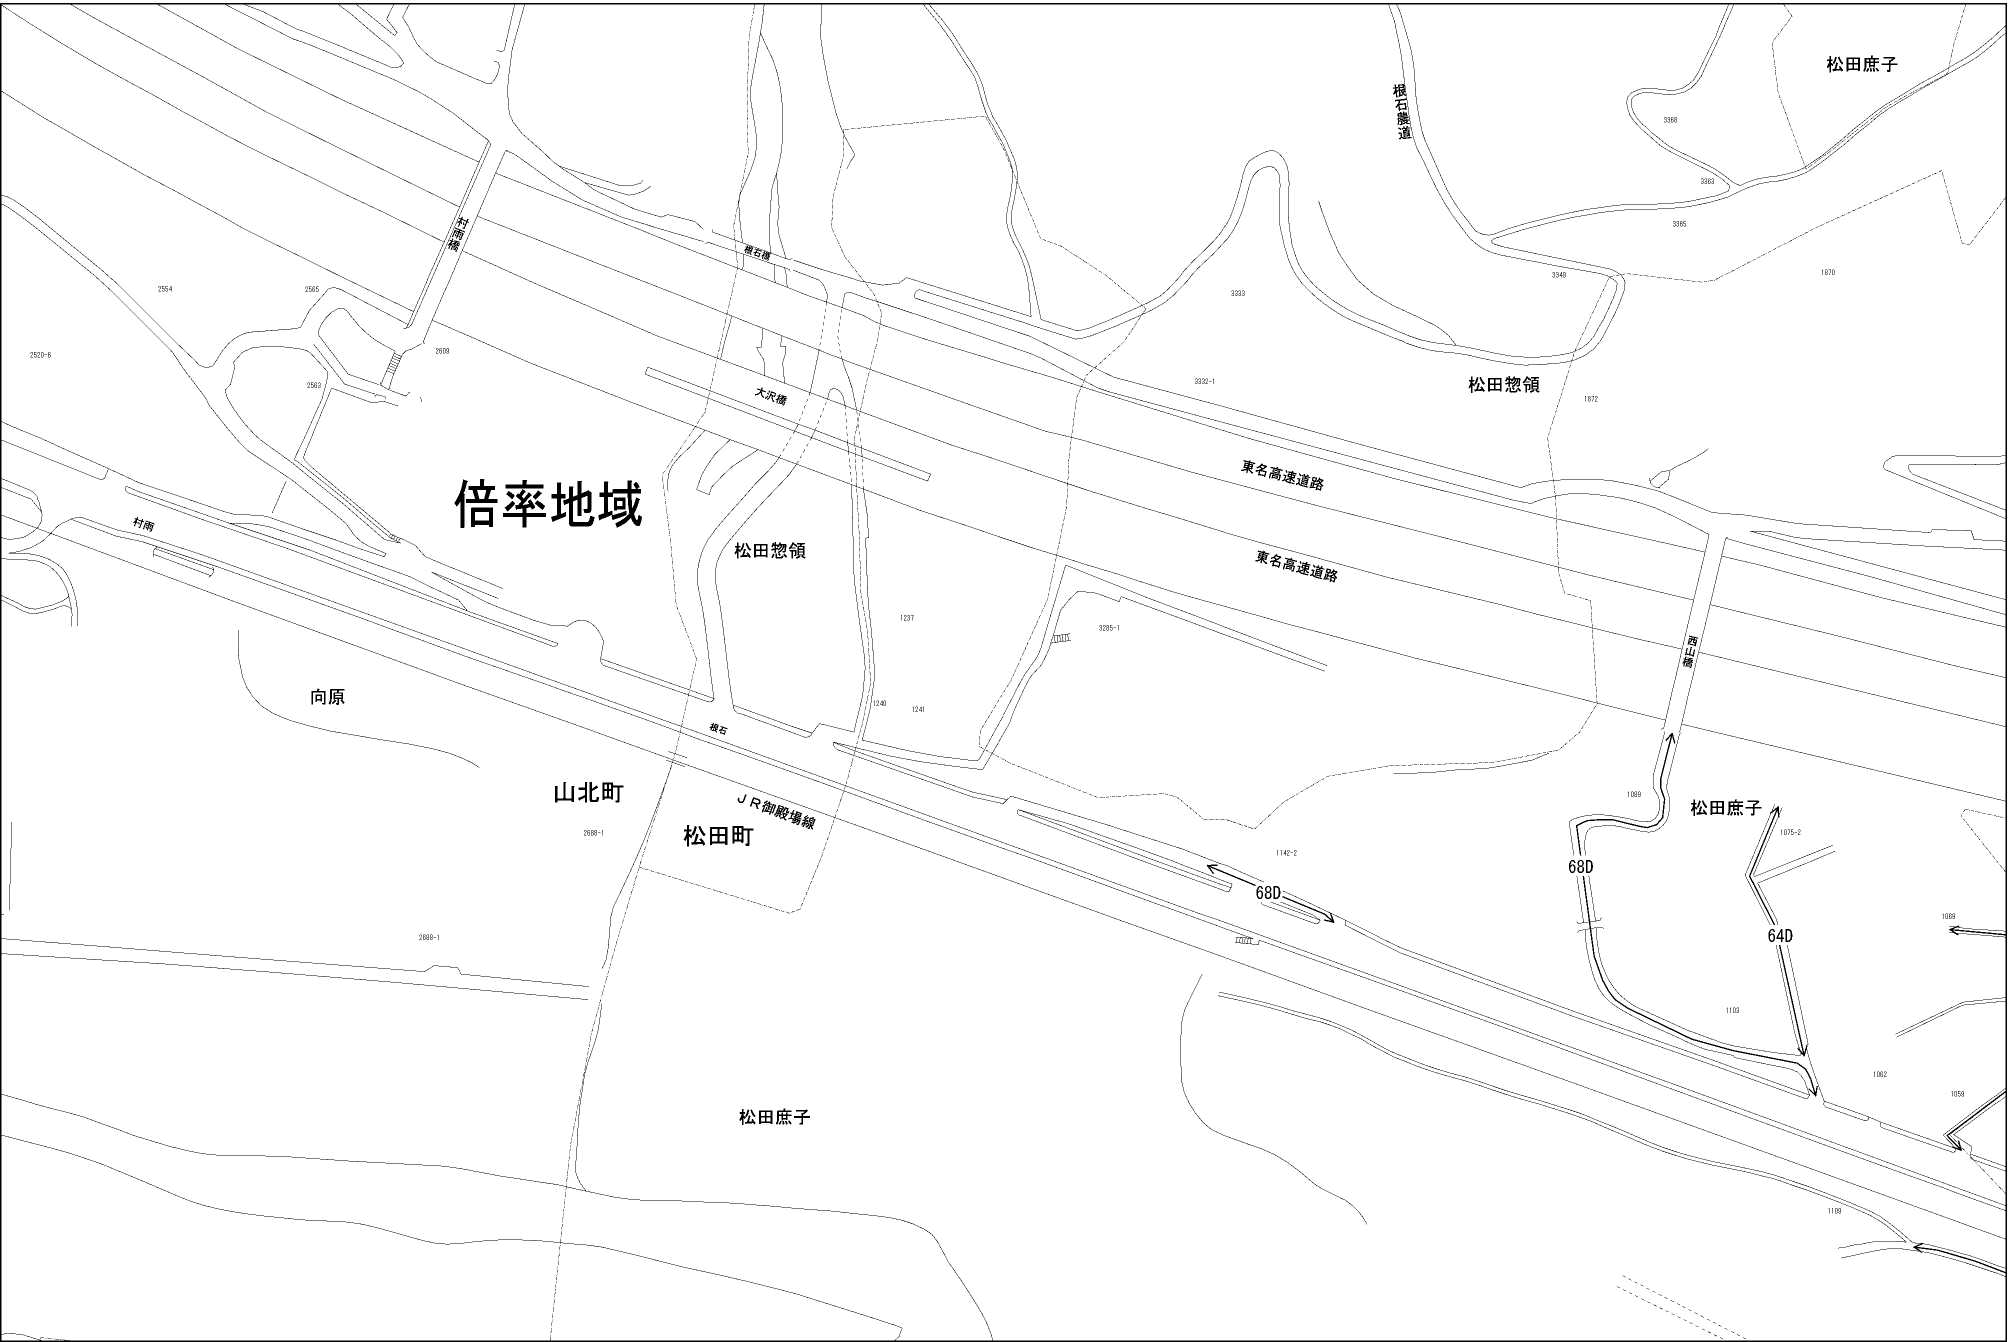 松田庶子
根石農道
3368
3363
3365
村雨橋
根石橋
3349
1870
2554
2565
3333
2520-6
2609
2563
3332-1
松田惣領
1872
大沢橋
東名高速道路
倍率地域
村雨
松田惣領
東名高速道路
1237
3285-1
西山橋
向原
1240
1241
根石
山北町
JR御殿場線
1099
松田庶子
2688-1
松田町
1075-2
1142-2
68D
68D
1069
64D
2688-1
1103
1062
1059
松田庶子
1109